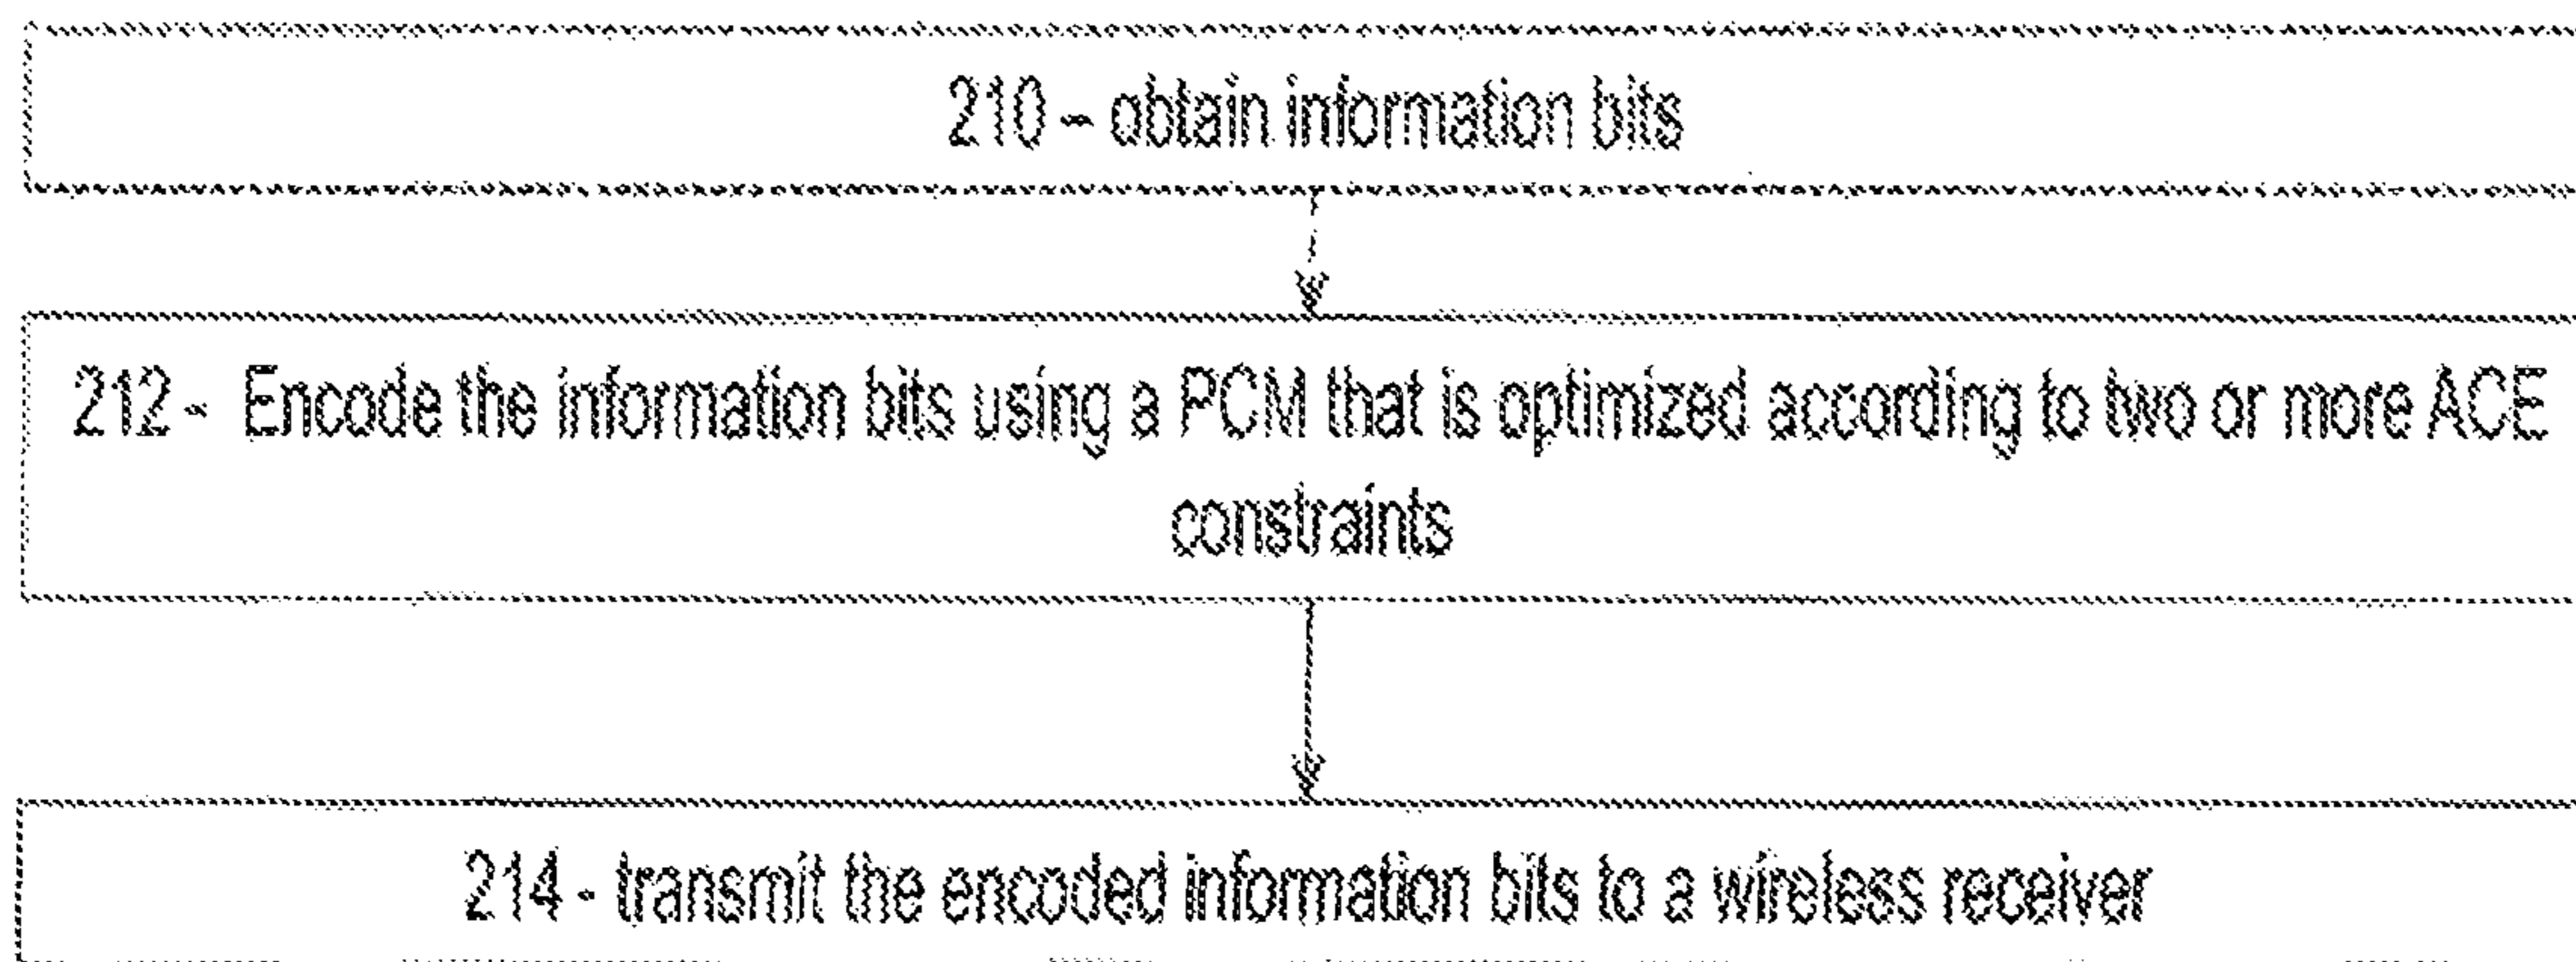 210 – obtain information bits
212 - Encode the information bits using a PCM that is optimized according to two or more ACE
constraints
214 - transmit the encoded information bits to a wireless receiver